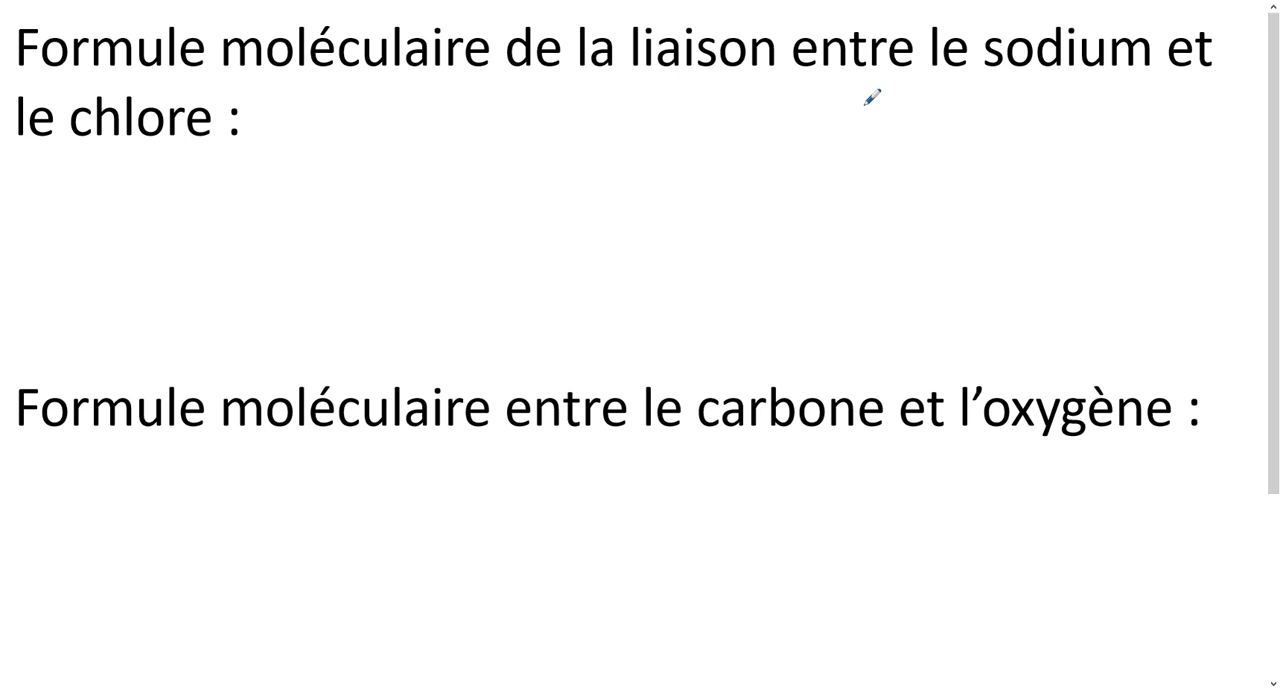 Formule moléculaire de la liaison entre le sodium et
le chlore :
Formule moléculaire entre le carbone et l’oxygène :